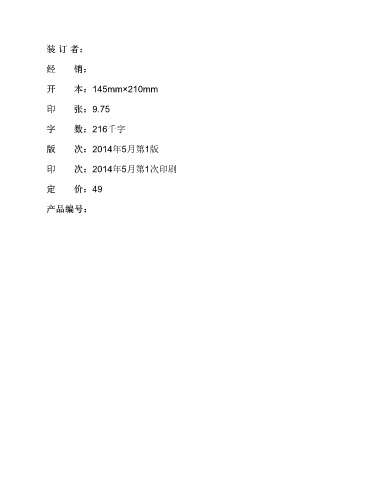 装 订 者：
经　　销：
开　　本：145mm×210mm
印　　张：9.75
字　　数：216千字
版　　次：2014年5月第1版
印　　次：2014年5月第1次印刷
定　　价：49
产品编号：